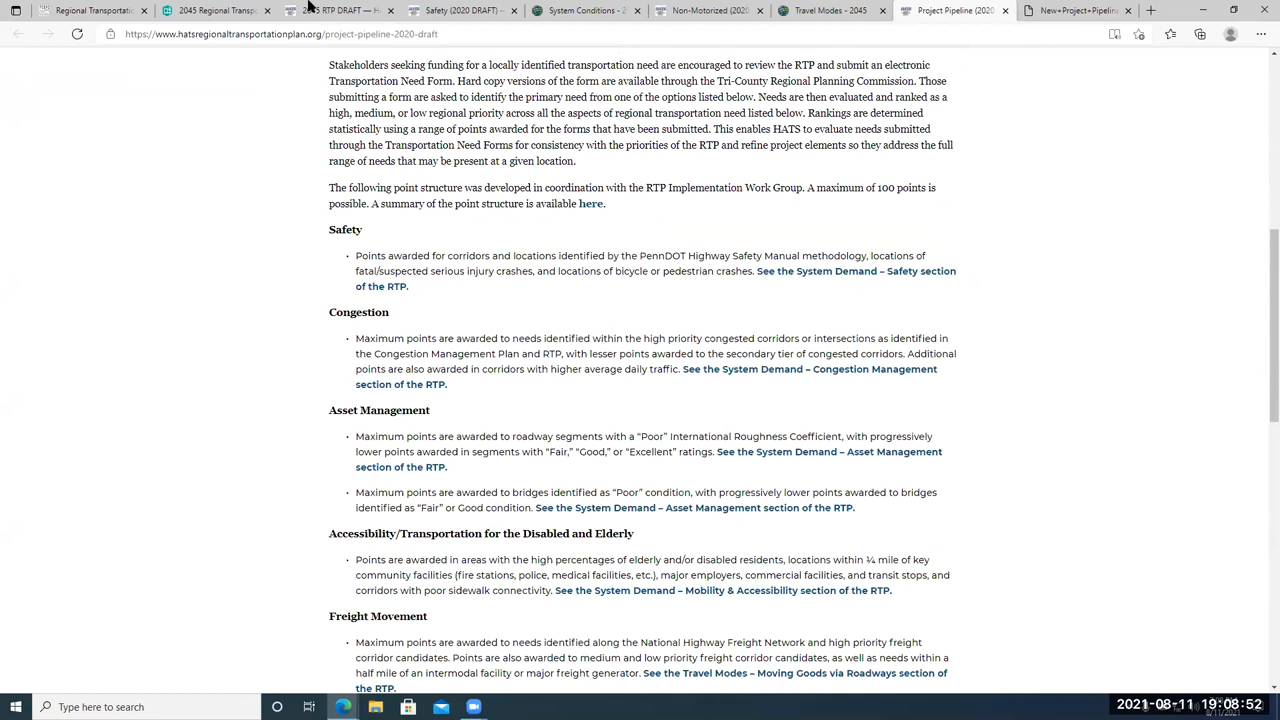 Regional Transportatio
2045 Regional Transpo
RTP DRAFT — H
Safety (2020 DRAFT) –
System Conditions - 2
Non-Motorized (2020
Travel Modes - 2045
Project Pipeline (2020
New+Project+Pipeline
https://www.hatsregionaltransportationplan.org/project-pipeline-2020-draft
Stakeholders seeking funding for a locally identified transportation need are encouraged to review the RTP and submit an electronic
Transportation Need Form. Hard copy versions of the form are available through the Tri-County Regional Planning Commission. Those
submitting a form are asked to identify the primary need from one of the options listed below. Needs are then evaluated and ranked as a
high, medium, or low regional priority across all the aspects of regional transportation need listed below. Rankings are determined
statistically using a range of points awarded for the forms that have been submitted. This enables HATS to evaluate needs submitted
through the Transportation Need Forms for consistency with the priorities of the RTP and refine project elements so they address the full
range of needs that may be present at a given location.
The following point structure was developed in coordination with the RTP Implementation Work Group. A maximum of 100 points is
possible. A summary of the point structure is available here.
Safety
• Points awarded for corridors and locations identified by the PennDOT Highway Safety Manual methodology, locations of
fatal/suspected serious injury crashes, and locations of bicycle or pedestrian crashes. See the System Demand – Safety section
of the RTP.
Congestion
• Maximum points are awarded to needs identified within the high priority congested corridors or intersections as identified in
the Congestion Management Plan and RTP, with lesser points awarded to the secondary tier of congested corridors. Additional
points are also awarded in corridors with higher average daily traffic. See the System Demand – Congestion Management
section of the RTP.
Asset Management
• Maximum points are awarded to roadway segments with a “Poor” International Roughness Coefficient, with progressively
lower points awarded in segments with “Fair,” “Good,” or “Excellent” ratings. See the System Demand – Asset Management
section of the RTP.
• Maximum points are awarded to bridges identified as “Poor” condition, with progressively lower points awarded to bridges
identified as “Fair” or Good condition. See the System Demand – Asset Management section of the RTP.
Accessibility/Transportation for the Disabled and Elderly
• Points are awarded in areas with the high percentages of elderly and/or disabled residents, locations within ¼ mile of key
community facilities (fire stations, police, medical facilities, etc.), major employers, commercial facilities, and transit stops, and
corridors with poor sidewalk connectivity. See the System Demand – Mobility & Accessibility section of the RTP.
Freight Movement
• Maximum points are awarded to needs identified along the National Highway Freight Network and high priority freight
corridor candidates. Points are also awarded to medium and low priority freight corridor candidates, as well as needs within a
half mile of an intermodal facility or major freight generator. See the Travel Modes – Moving Goods via Roadways section of
the RTP.
Type here to search
2021-08-11 19:08:52